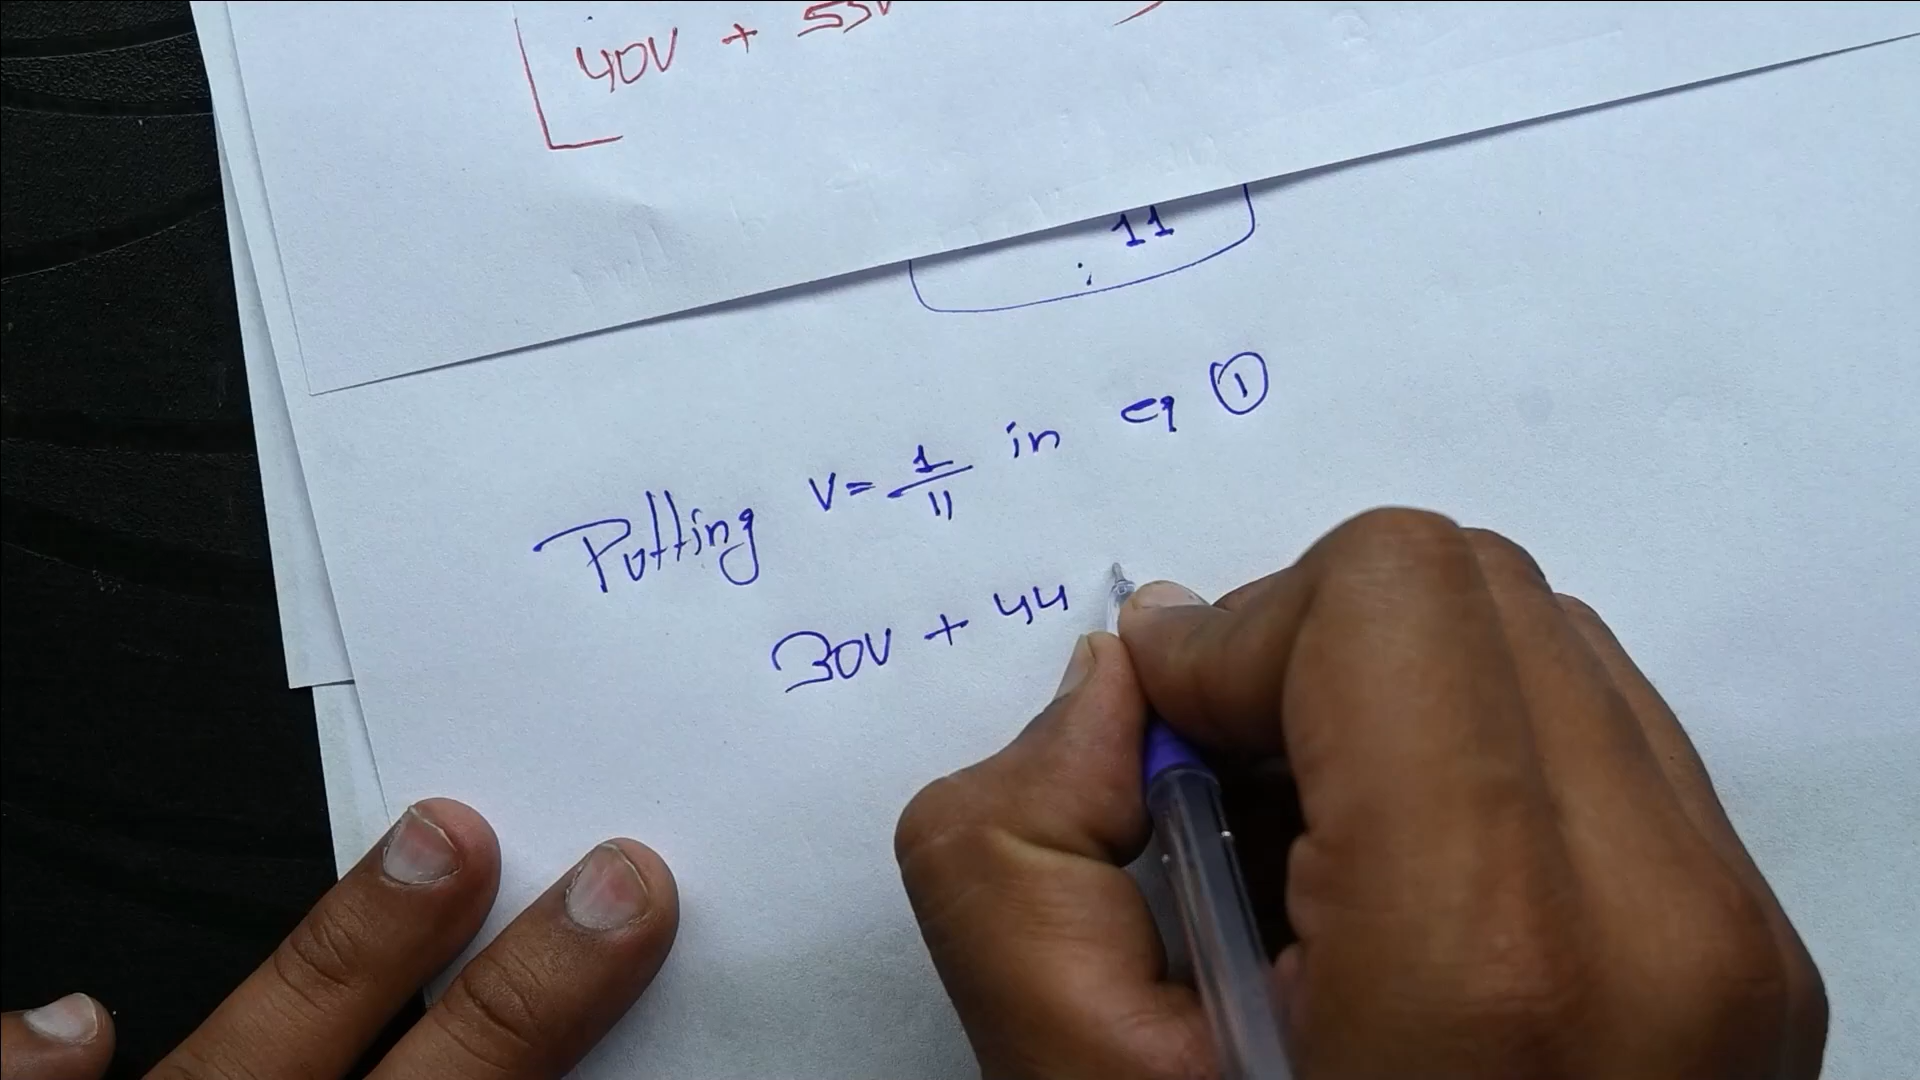 40V + 55V
11
Putting V = 1/11 in eq ①
30V + 44